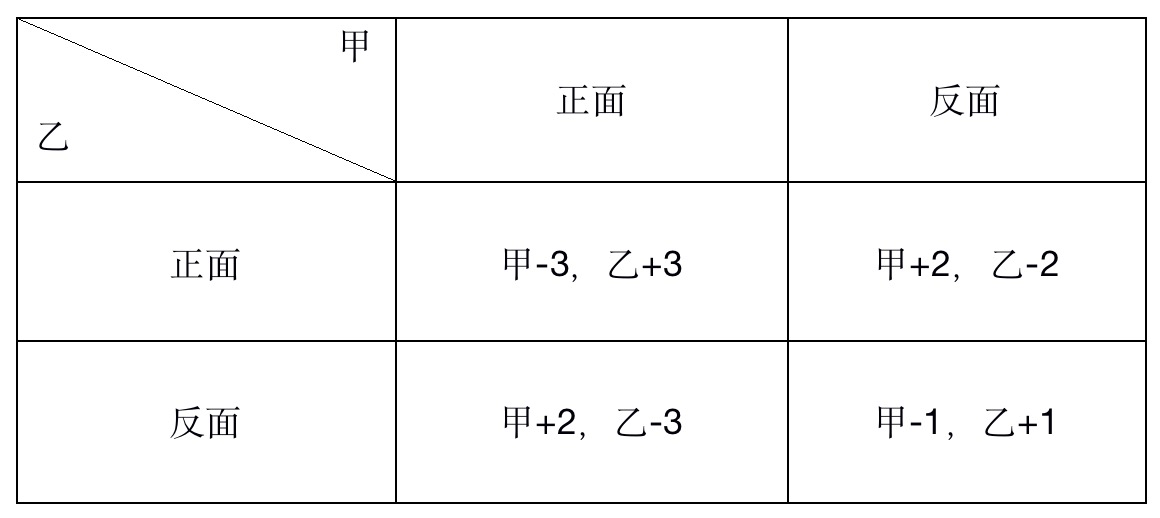 甲
乙
正面
反面
正面
甲-3，乙+3
甲+2，乙-2
反面
甲+2，乙-3
甲-1，乙+1